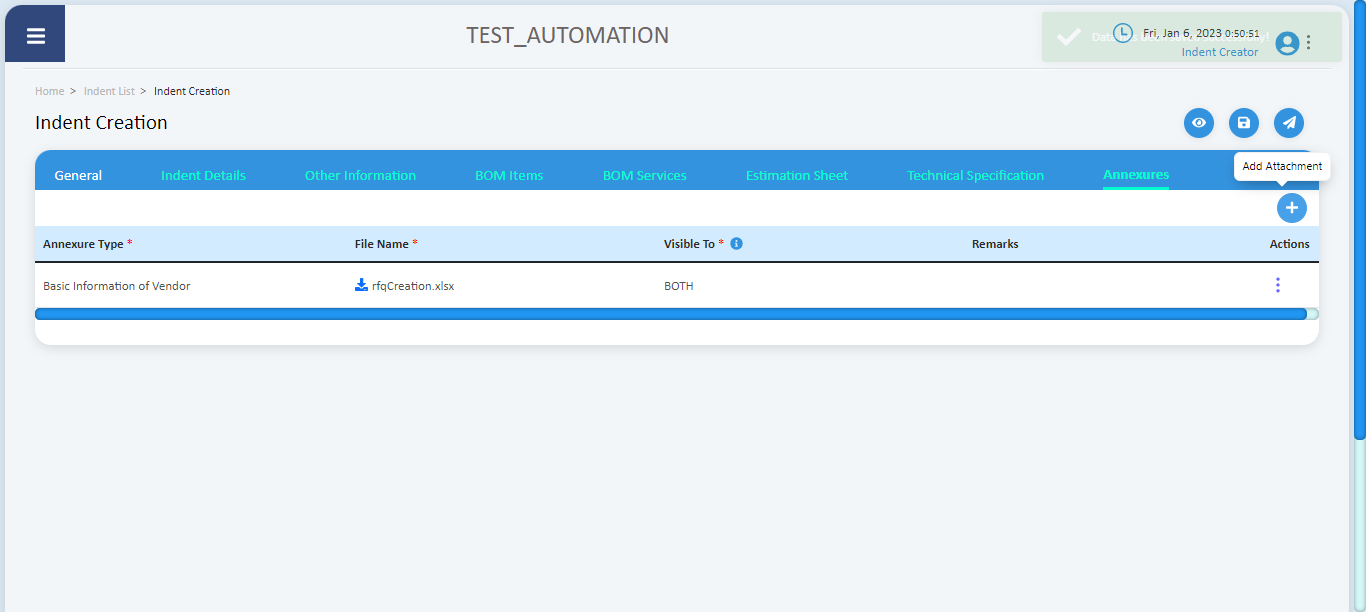 TEST_AUTOMATION
Fri, Jan 6, 2023 0:50:51
Indent Creator
Home > Indent List > Indent Creation
Indent Creation
General Indent Details Other Information BOM Items BOM Services Estimation Sheet Technical Specification Annexures
Add Attachment
Annexure Type * File Name * Visible To * Remarks Actions
Basic Information of Vendor rfqCreation.xlsx BOTH